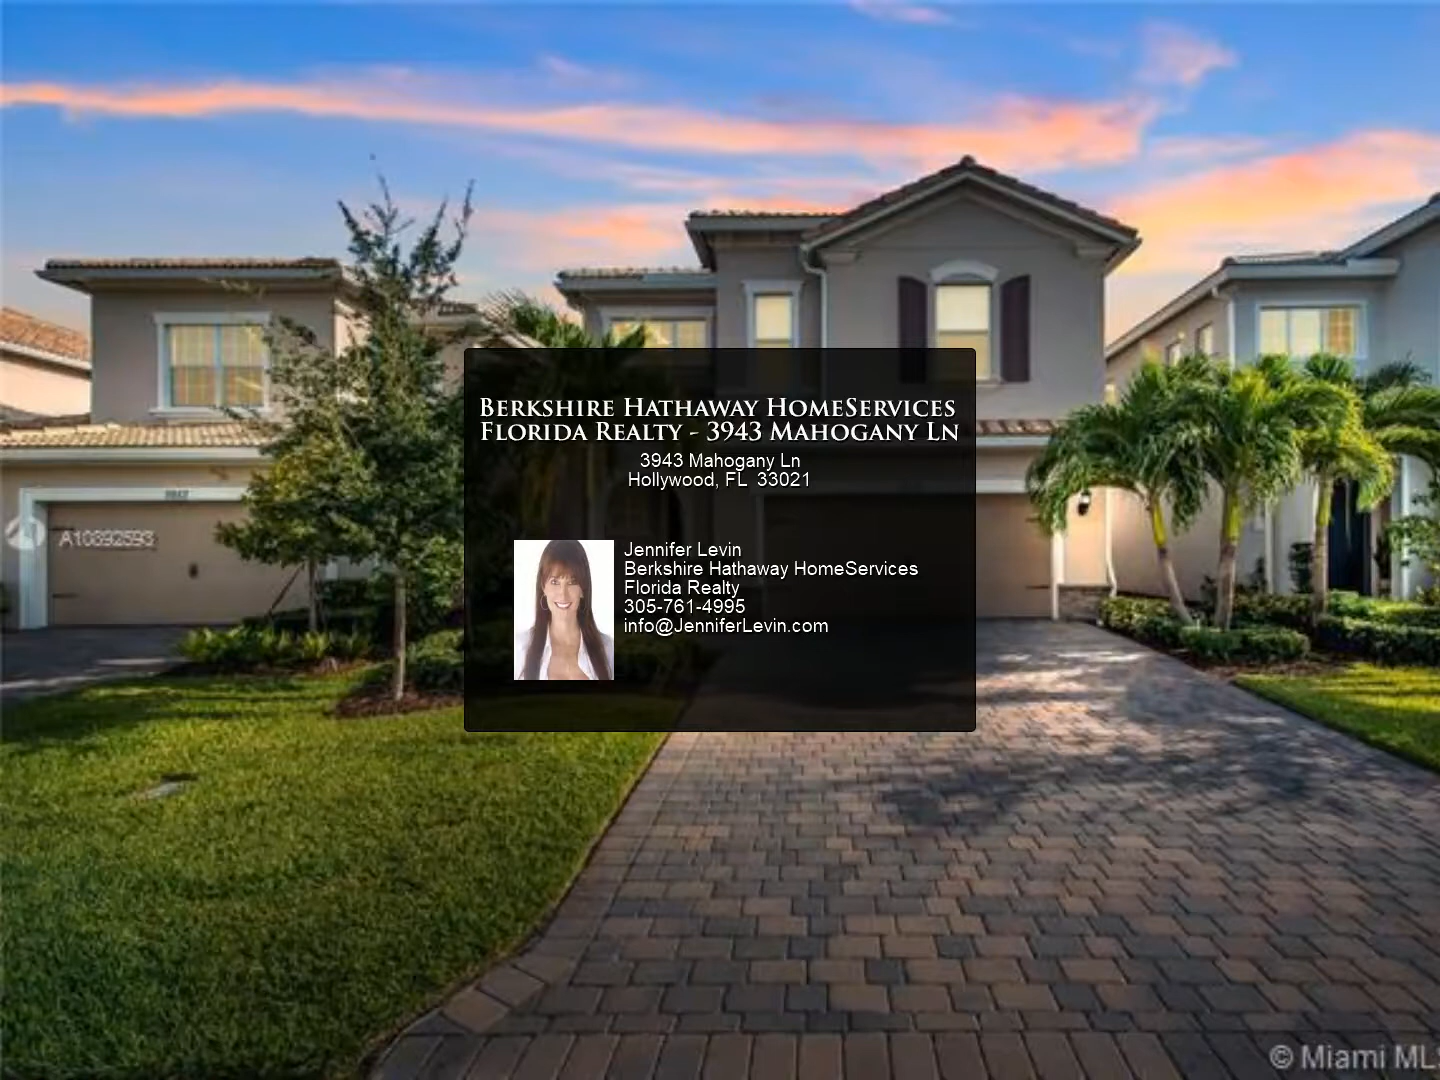 Berkshire Hathaway HomeServices
Florida Realty - 3943 Mahogany Ln
3943 Mahogany Ln
Hollywood, FL 33021
Jennifer Levin
Berkshire Hathaway HomeServices
Florida Realty
305-761-4995
info@JenniferLevin.com
A10892593
© Miami MLS